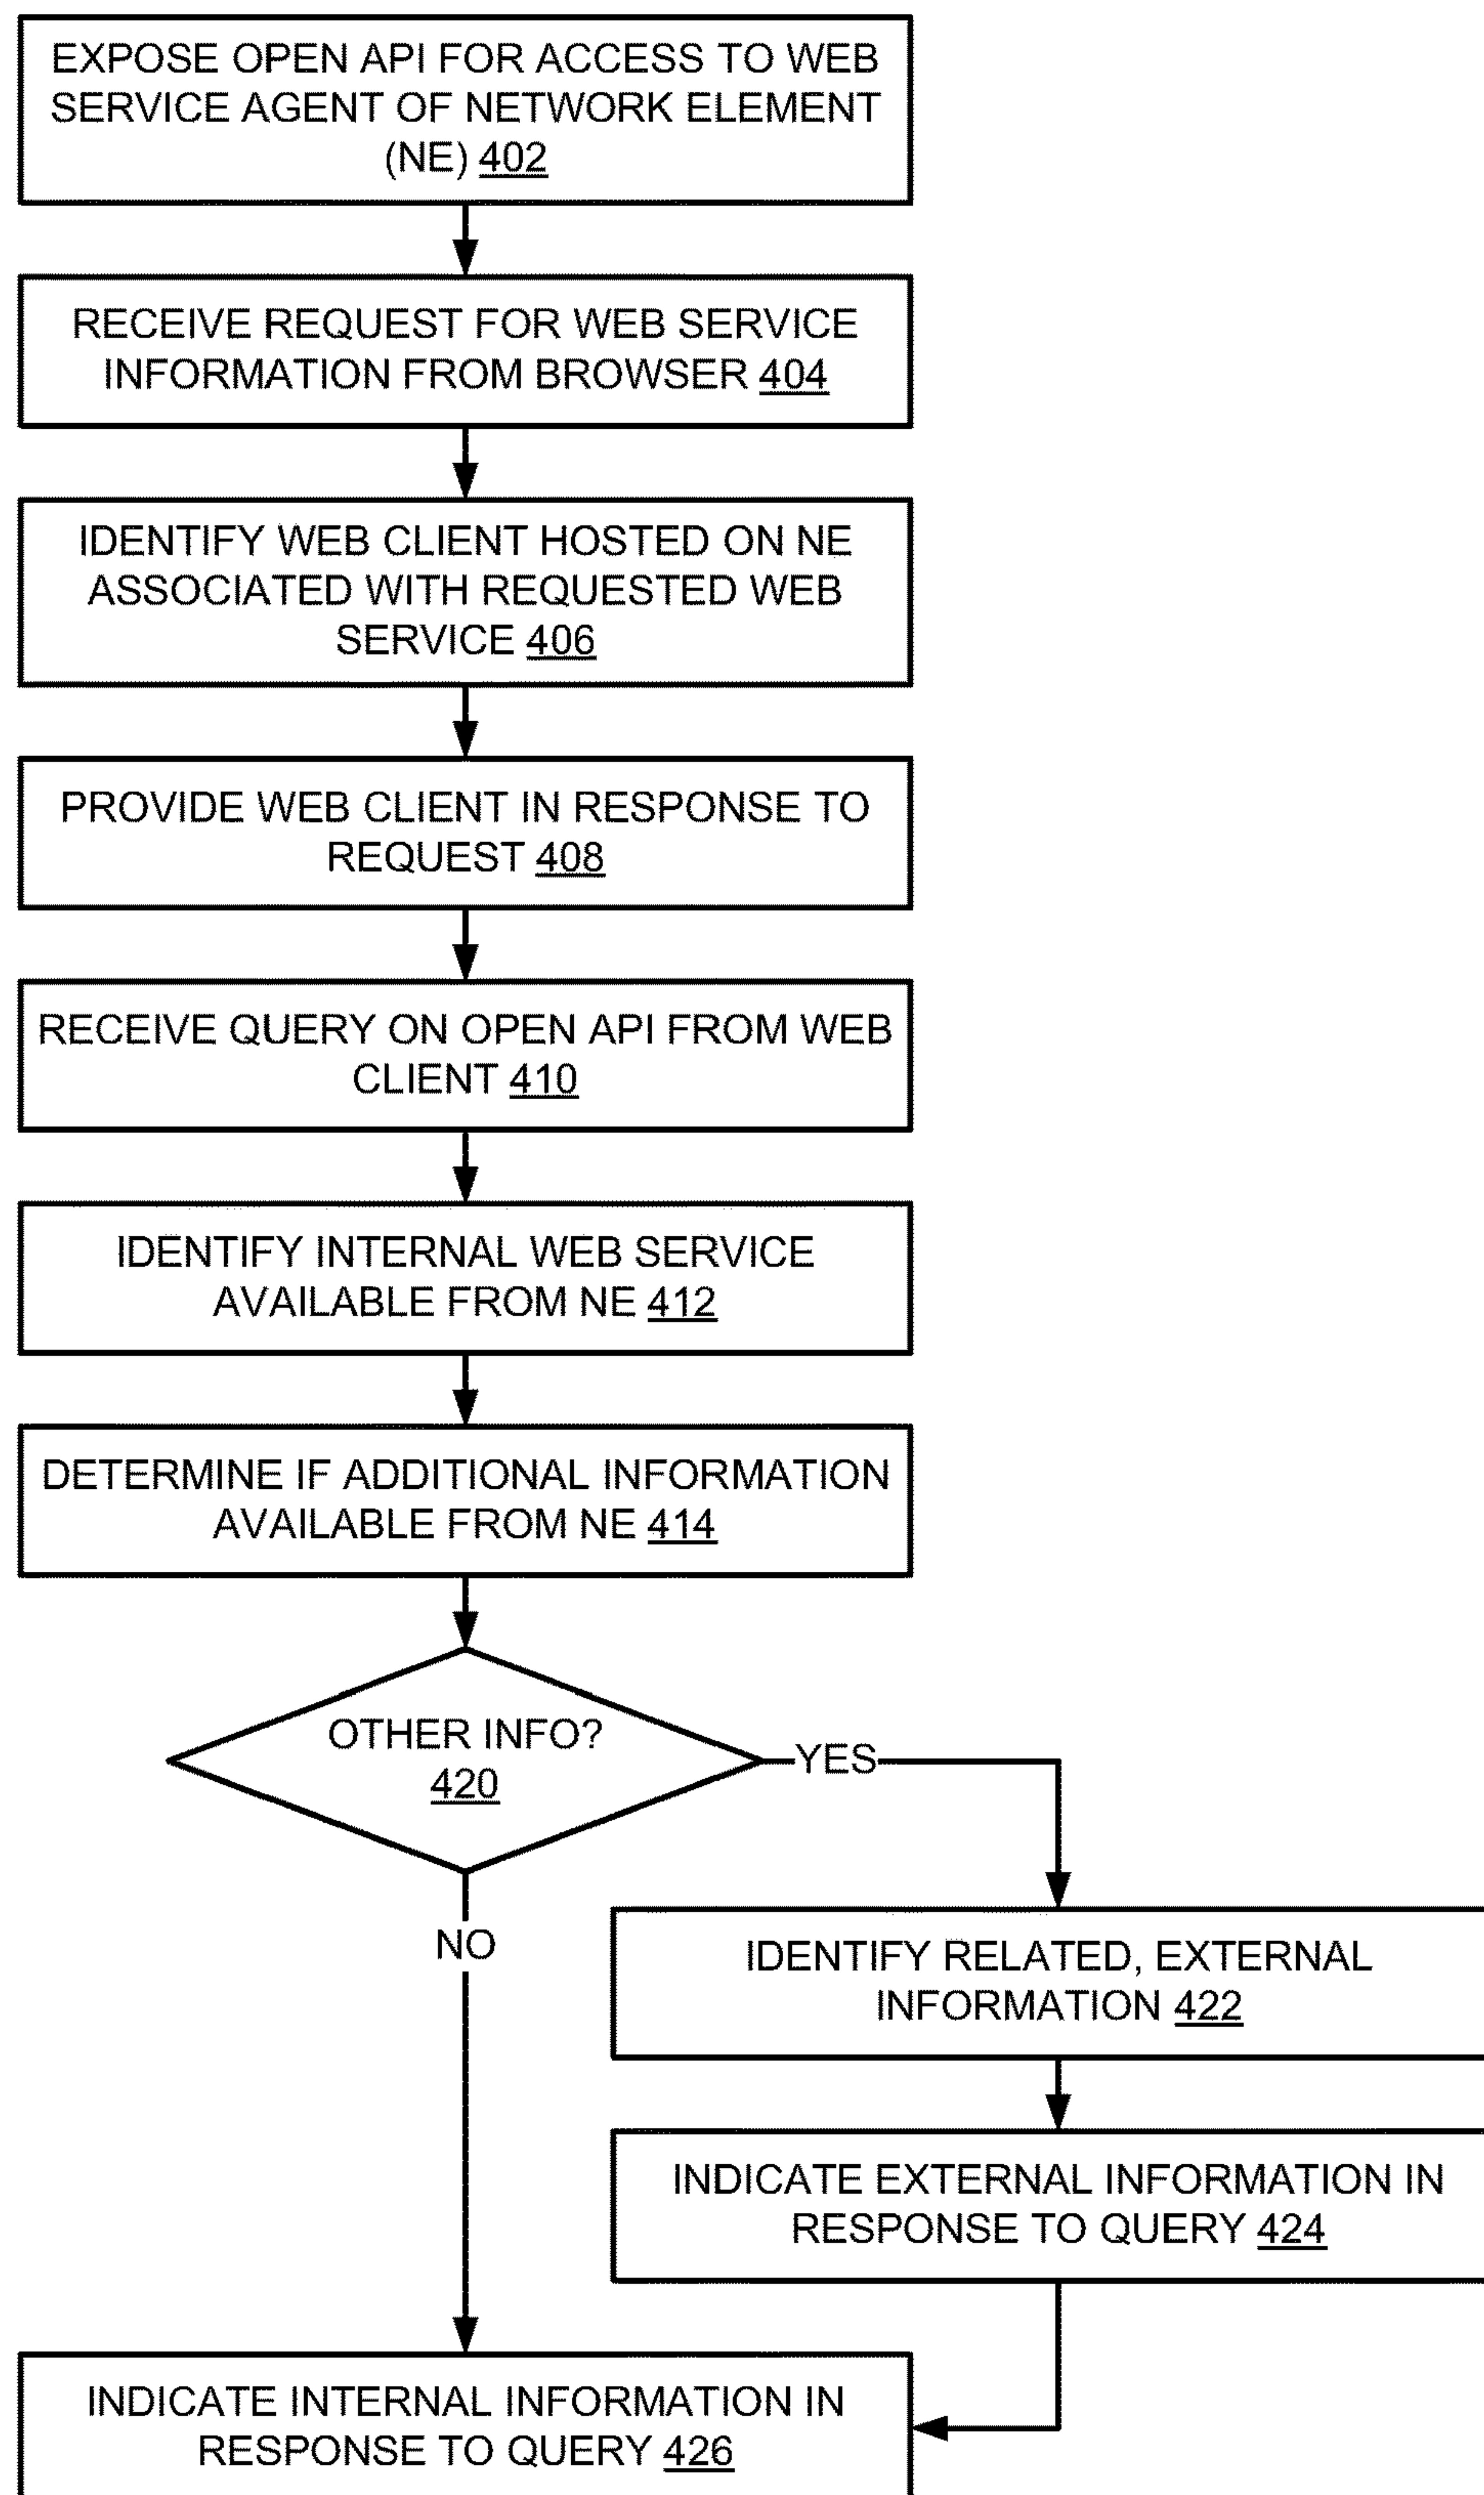 EXPOSE OPEN API FOR ACCESS TO WEB
SERVICE AGENT OF NETWORK ELEMENT
(NE) 402
RECEIVE REQUEST FOR WEB SERVICE
INFORMATION FROM BROWSER 404
IDENTIFY WEB CLIENT HOSTED ON NE
ASSOCIATED WITH REQUESTED WEB
SERVICE 406
PROVIDE WEB CLIENT IN RESPONSE TO
REQUEST 408
RECEIVE QUERY ON OPEN API FROM WEB
CLIENT 410
IDENTIFY INTERNAL WEB SERVICE
AVAILABLE FROM NE 412
DETERMINE IF ADDITIONAL INFORMATION
AVAILABLE FROM NE 414
OTHER INFO?
420
YES
NO
IDENTIFY RELATED, EXTERNAL
INFORMATION 422
INDICATE EXTERNAL INFORMATION IN
RESPONSE TO QUERY 424
INDICATE INTERNAL INFORMATION IN
RESPONSE TO QUERY 426